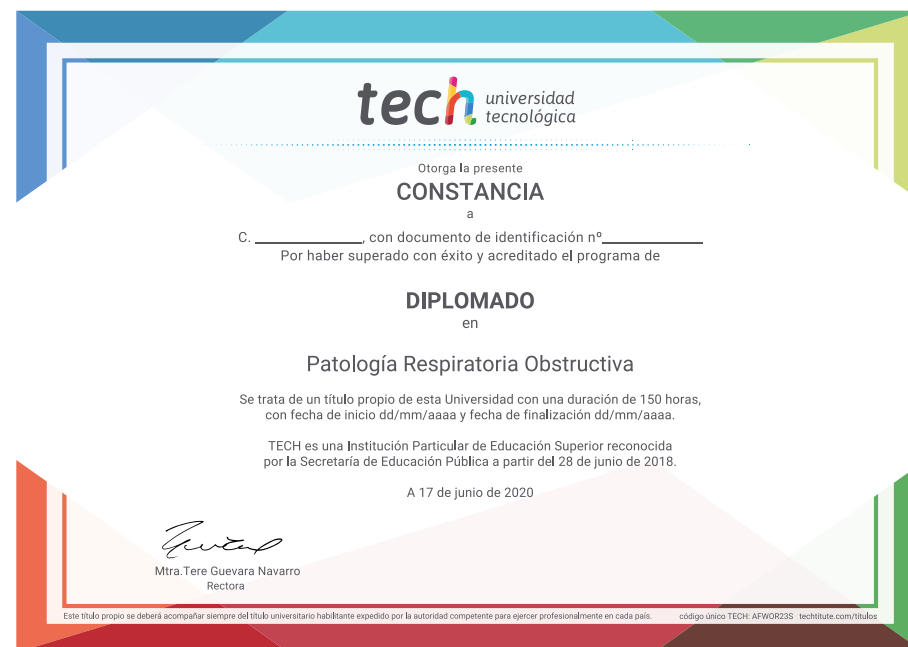 tech universidad
tecnológica
Otorga la presente
CONSTANCIA
a
C. ____________, con documento de identificación nº____________
Por haber superado con éxito y acreditado el programa de
DIPLOMADO
en
Patología Respiratoria Obstructiva
Se trata de un título propio de esta Universidad con una duración de 150 horas,
con fecha de inicio dd/mm/aaaa y fecha de finalización dd/mm/aaaa.
TECH es una Institución Particular de Educación Superior reconocida
por la Secretaría de Educación Pública a partir del 28 de junio de 2018.
A 17 de junio de 2020
Mtra.Tere Guevara Navarro
Rectora
Este título propio se deberá acompañar siempre del título universitario habilitante expedido por la autoridad competente para ejercer profesionalmente en cada país. código único TECH: AFWOR23S techtitute.com/titulos